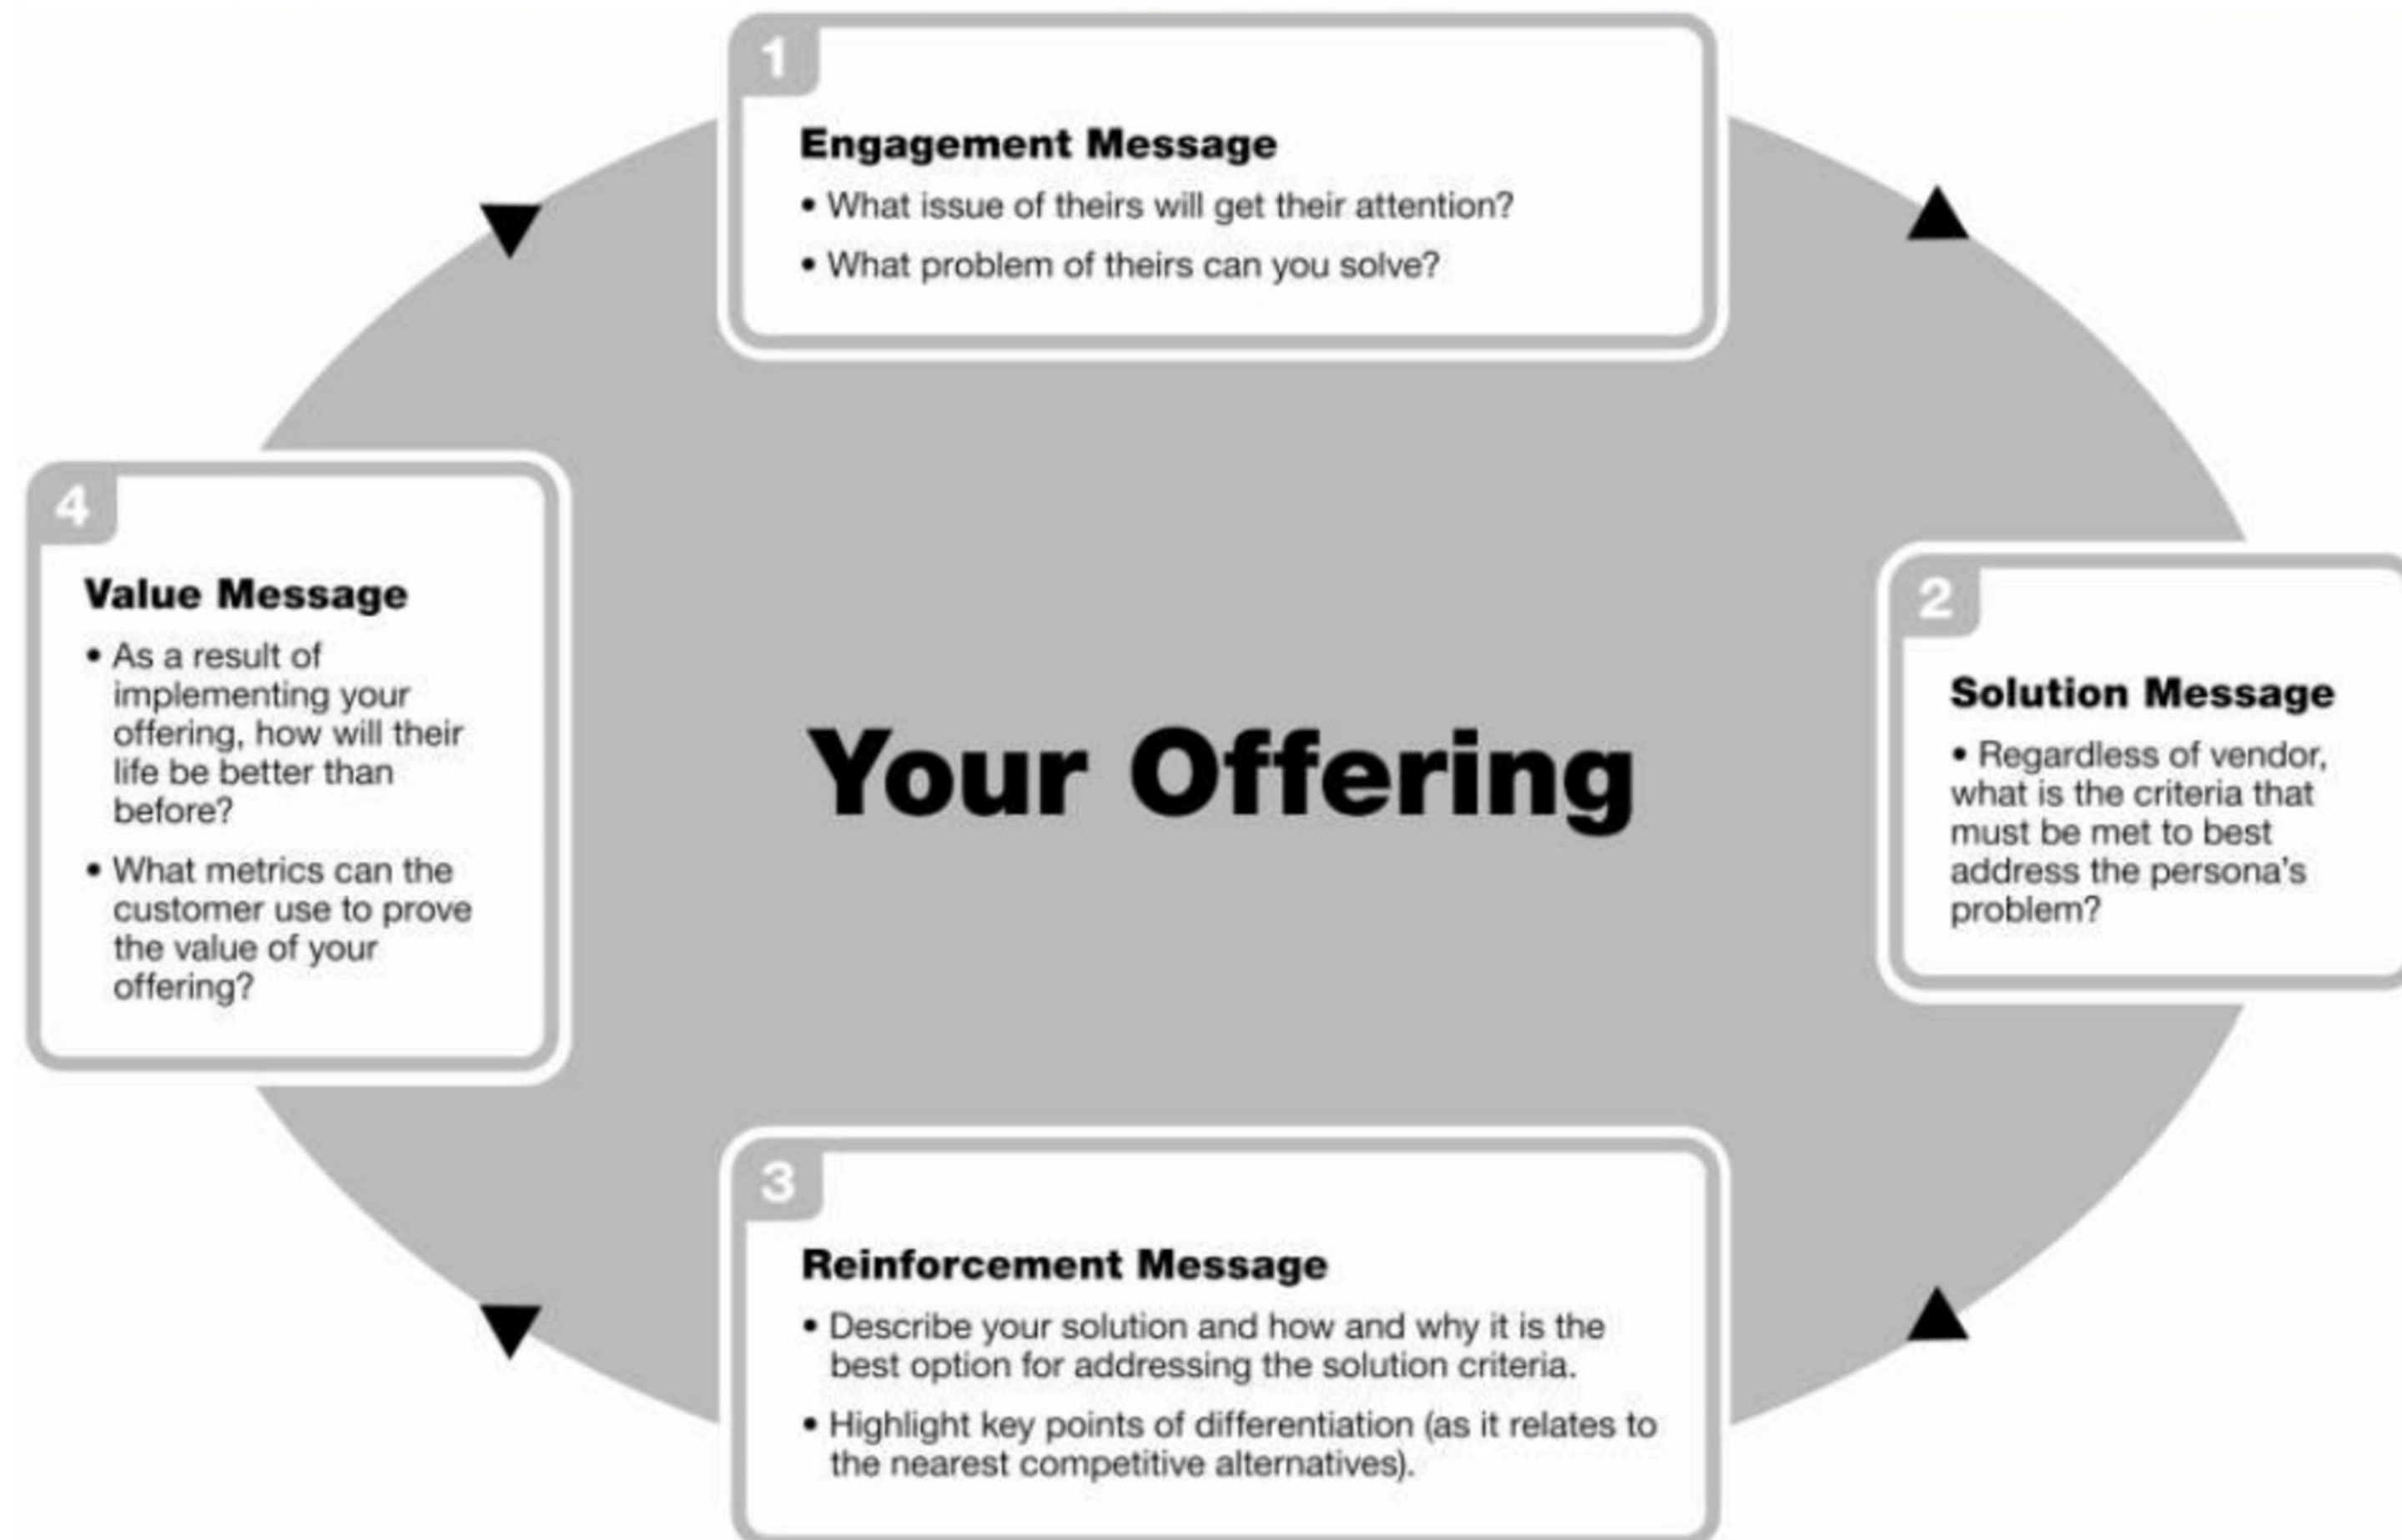 1
Engagement Message
• What issue of theirs will get their attention?
• What problem of theirs can you solve?
2
Solution Message
• Regardless of vendor,
what is the criteria that
must be met to best
address the persona's
problem?
3
Reinforcement Message
• Describe your solution and how and why it is the
best option for addressing the solution criteria.
• Highlight key points of differentiation (as it relates to
the nearest competitive alternatives).
4
Value Message
• As a result of
implementing your
offering, how will their
life be better than
before?
• What metrics can the
customer use to prove
the value of your
offering?
Your Offering